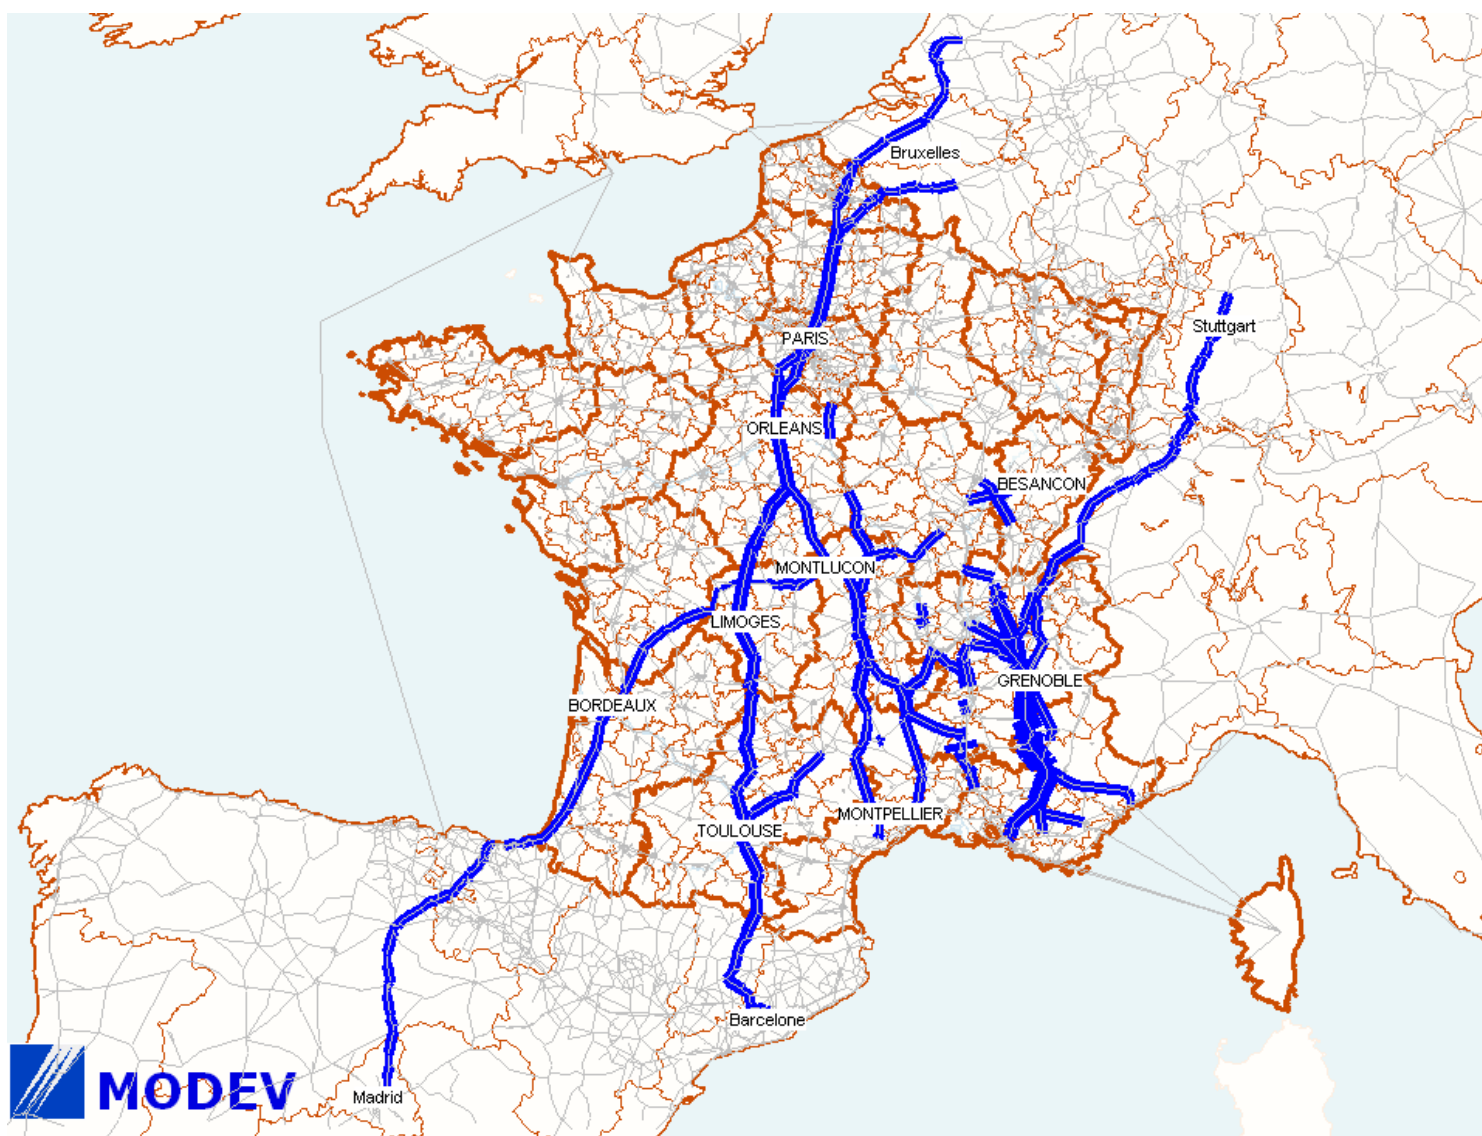 Bruxelles
Stuttgart
PARIS
ORLEANS
BESANCON
MONTLUCON
LIMOGES
GRENOBLE
BORDEAUX
MONTPELLIER
TOULOUSE
Barcelone
MODEV
Madrid